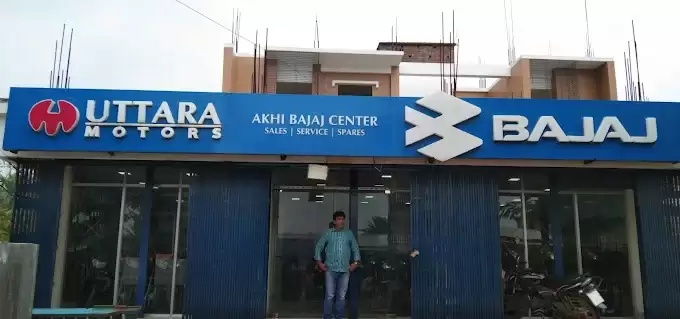 UTTARA
MOTORS
AKHI BAJAJ CENTER
SALES | SERVICE | SPARES
BAJAJ